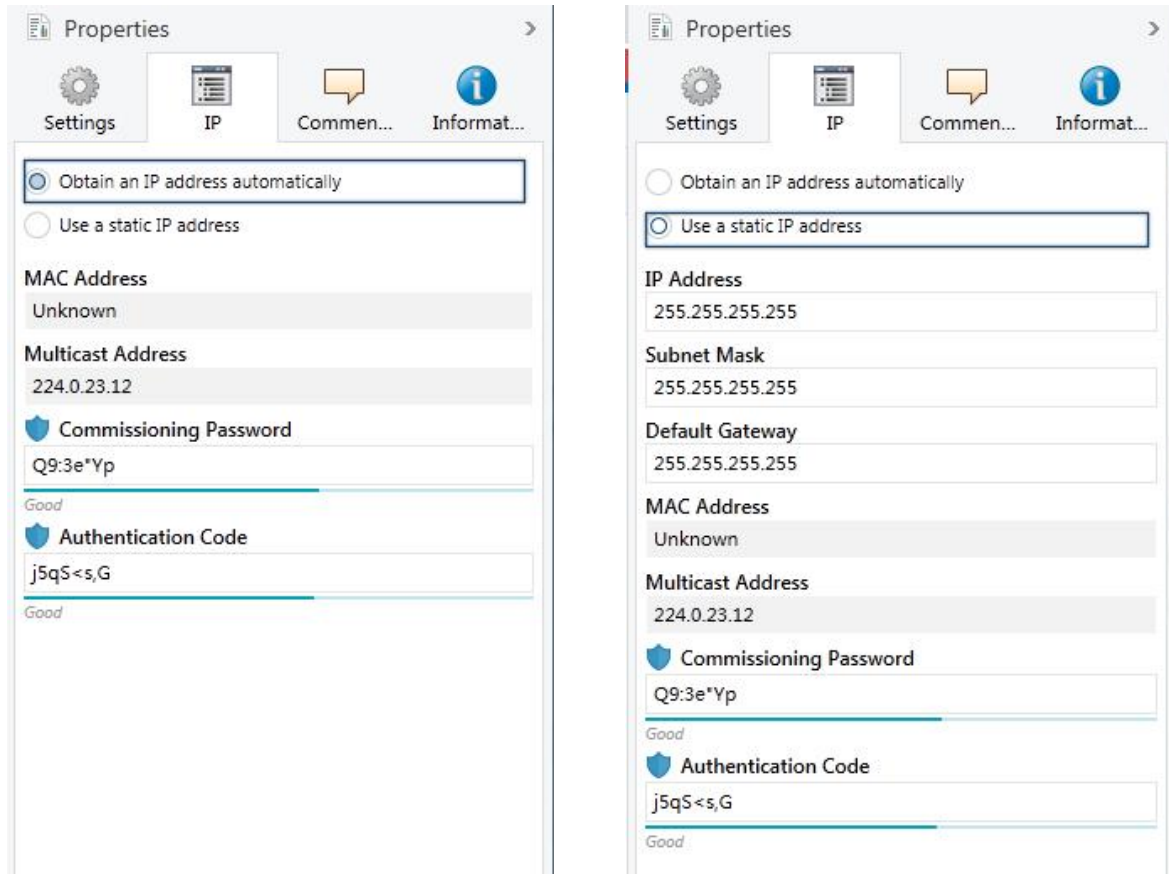 Properties
Settings
IP
Commen...
Informat...
Obtain an IP address automatically
Use a static IP address
MAC Address
Unknown
Multicast Address
224.0.23.12
Commissioning Password
Q9:3e"Yp
Good
Authentication Code
j5qS<s,G
Good
Properties
Settings
IP
Commen...
Informat...
Obtain an IP address automatically
Use a static IP address
IP Address
255.255.255.255
Subnet Mask
255.255.255.255
Default Gateway
255.255.255.255
MAC Address
Unknown
Multicast Address
224.0.23.12
Commissioning Password
Q9:3e"Yp
Good
Authentication Code
j5qS<s,G
Good